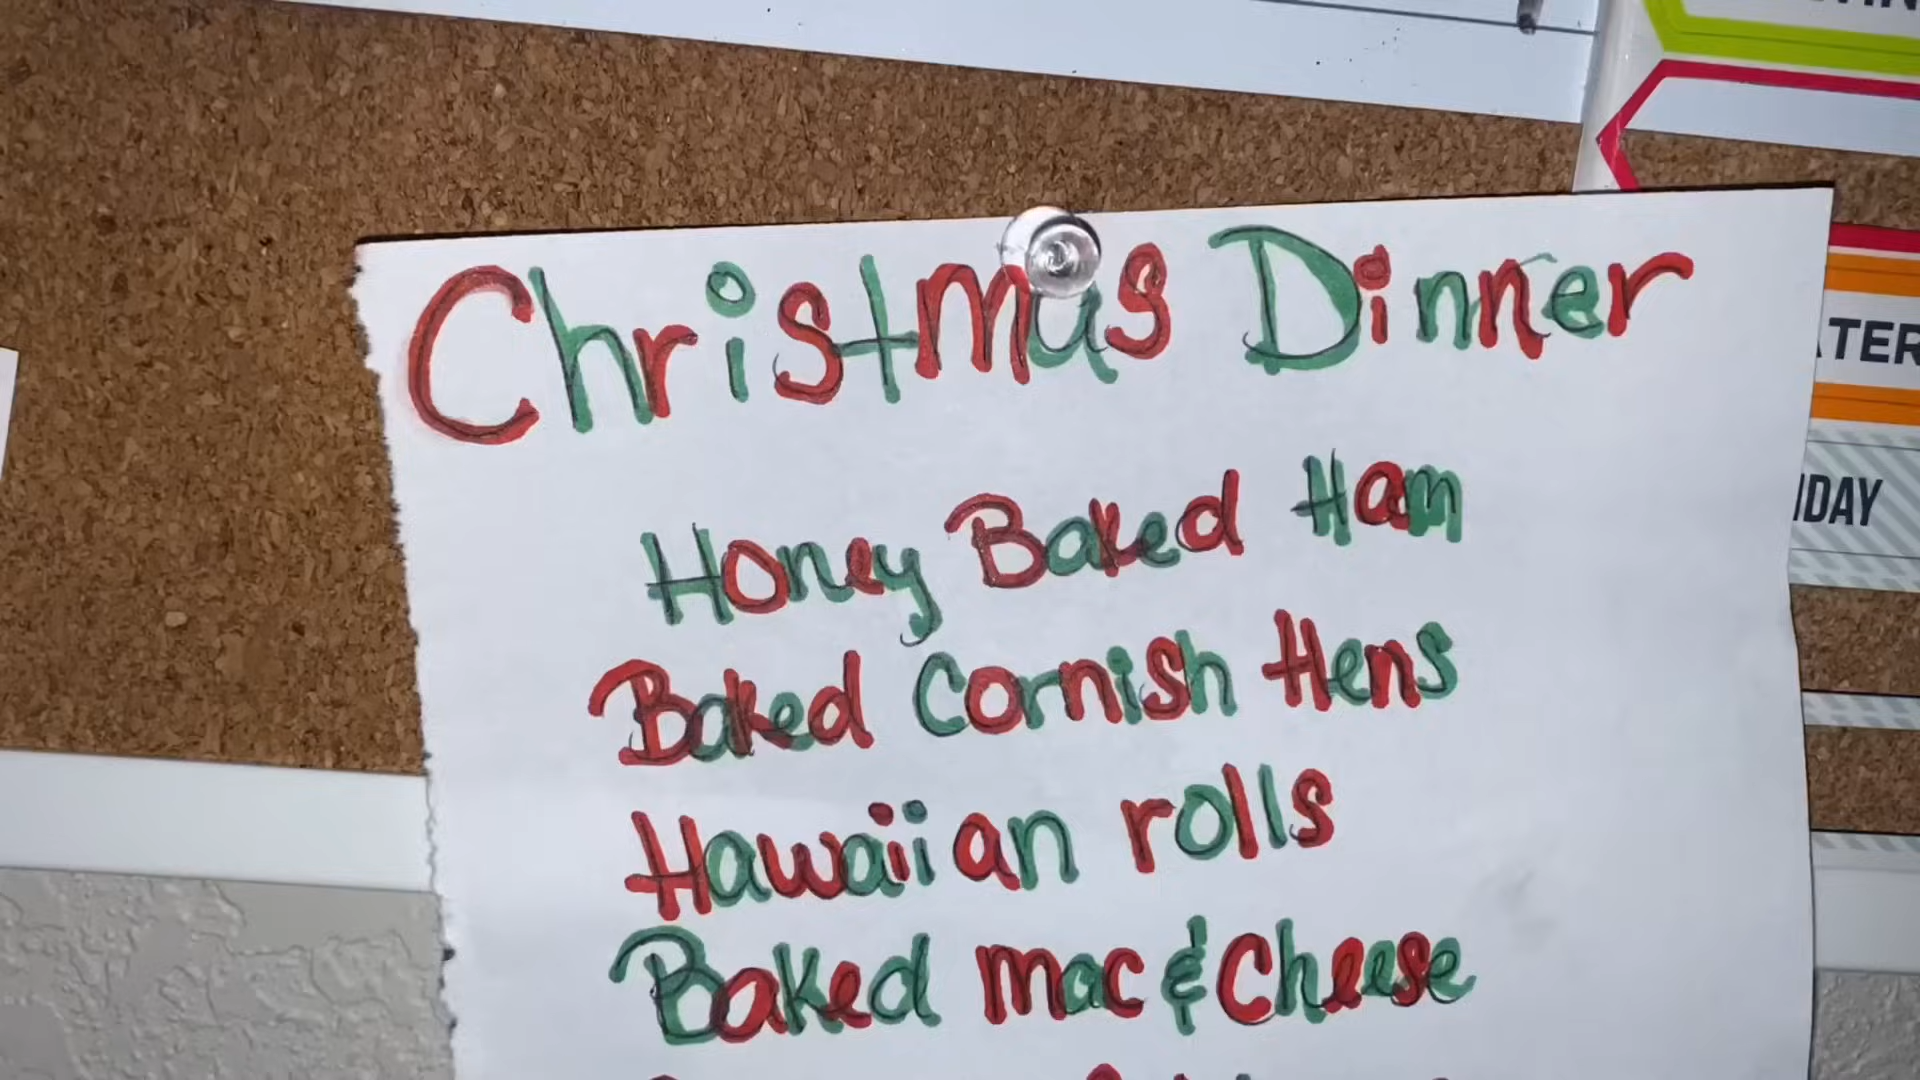 Christmas Dinner
Honey Baked Ham
Baked Cornish Hens
Hawaiian rolls
Baked mac & Cheese